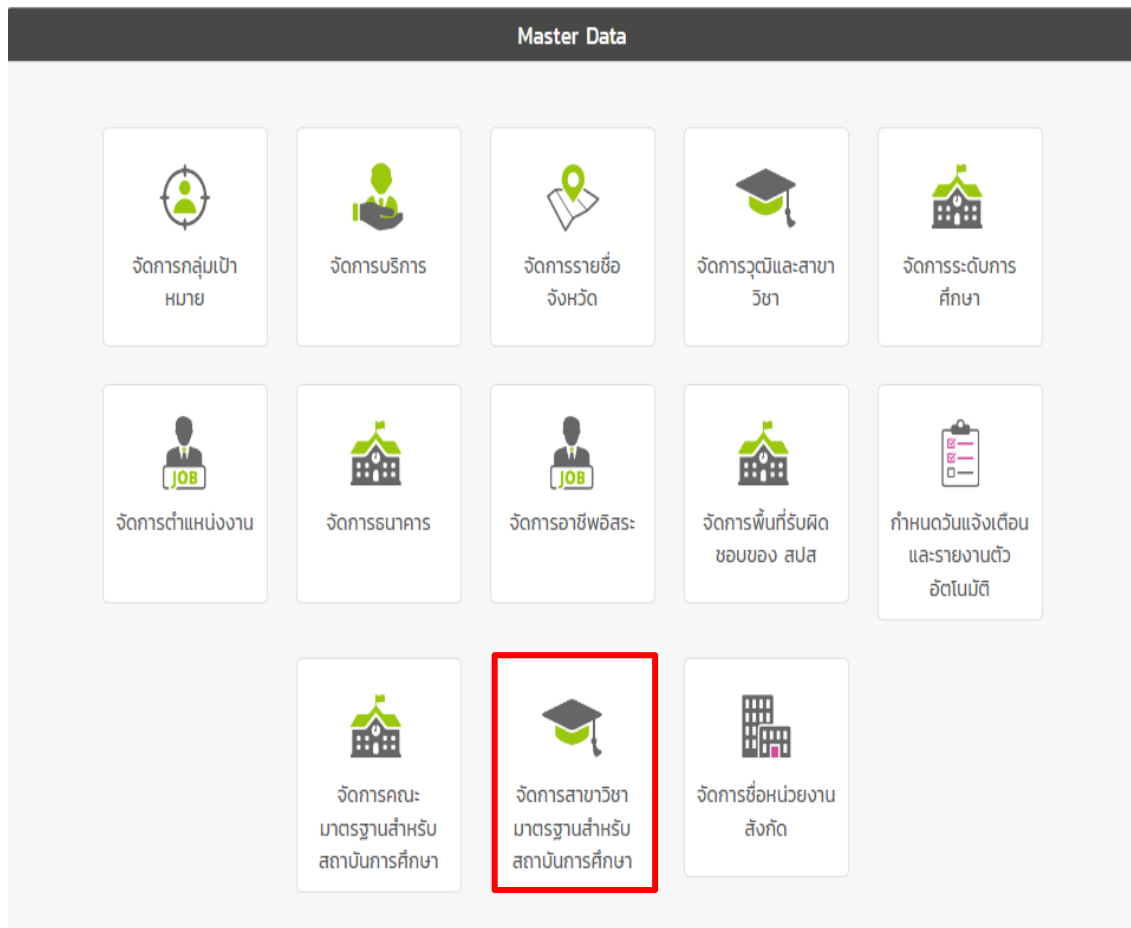 Master Data
จัดการกลุ่มเป้า
หมาย
จัดการบริการ
จัดการรายชื่อ
จังหวัด
จัดการวุฒิและสาขา
วิชา
จัดการระดับการ
ศึกษา
JOB
จัดการตำแหน่งงาน
จัดการธนาคาร
JOB
จัดการอาชีพอิสระ
จัดการพื้นที่รับผิด
ชอบของ สปส
กำหนดวันแจ้งเตือน
และรายงานตัว
อัตโนมัติ
จัดการคณะ
มาตรฐานสำหรับ
สถาบันการศึกษา
จัดการสาขาวิชา
มาตรฐานสำหรับ
สถาบันการศึกษา
จัดการชื่อหน่วยงาน
สังกัด